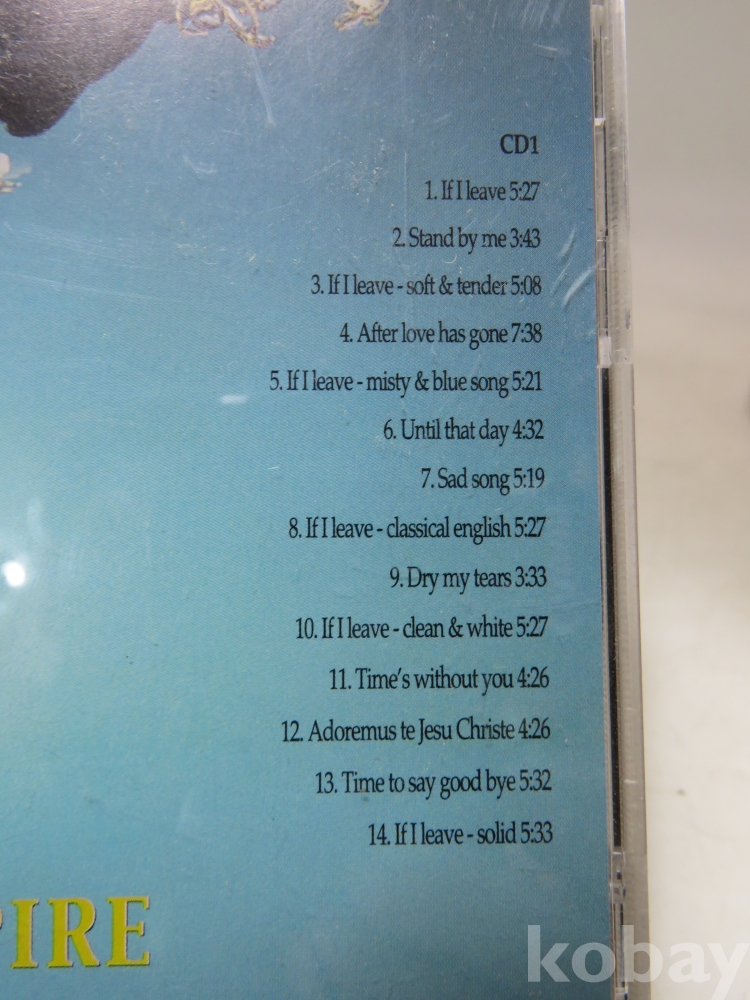 CD1
1. If I leave 5:27
2. Stand by me 3:43
3. If I leave - soft & tender 5:08
4. After love has gone 7:38
5. If I leave - misty & blue song 5:21
6. Until that day 4:32
7. Sad song 5:19
8. If I leave - classical english 5:27
9. Dry my tears 3:33
10. If I leave - clean & white 5:27
11. Time's without you 4:26
12. Adoremus te Jesu Christe 4:26
13. Time to say good bye 5:32
14. If I leave - solid 5:33
PIRE
kobay